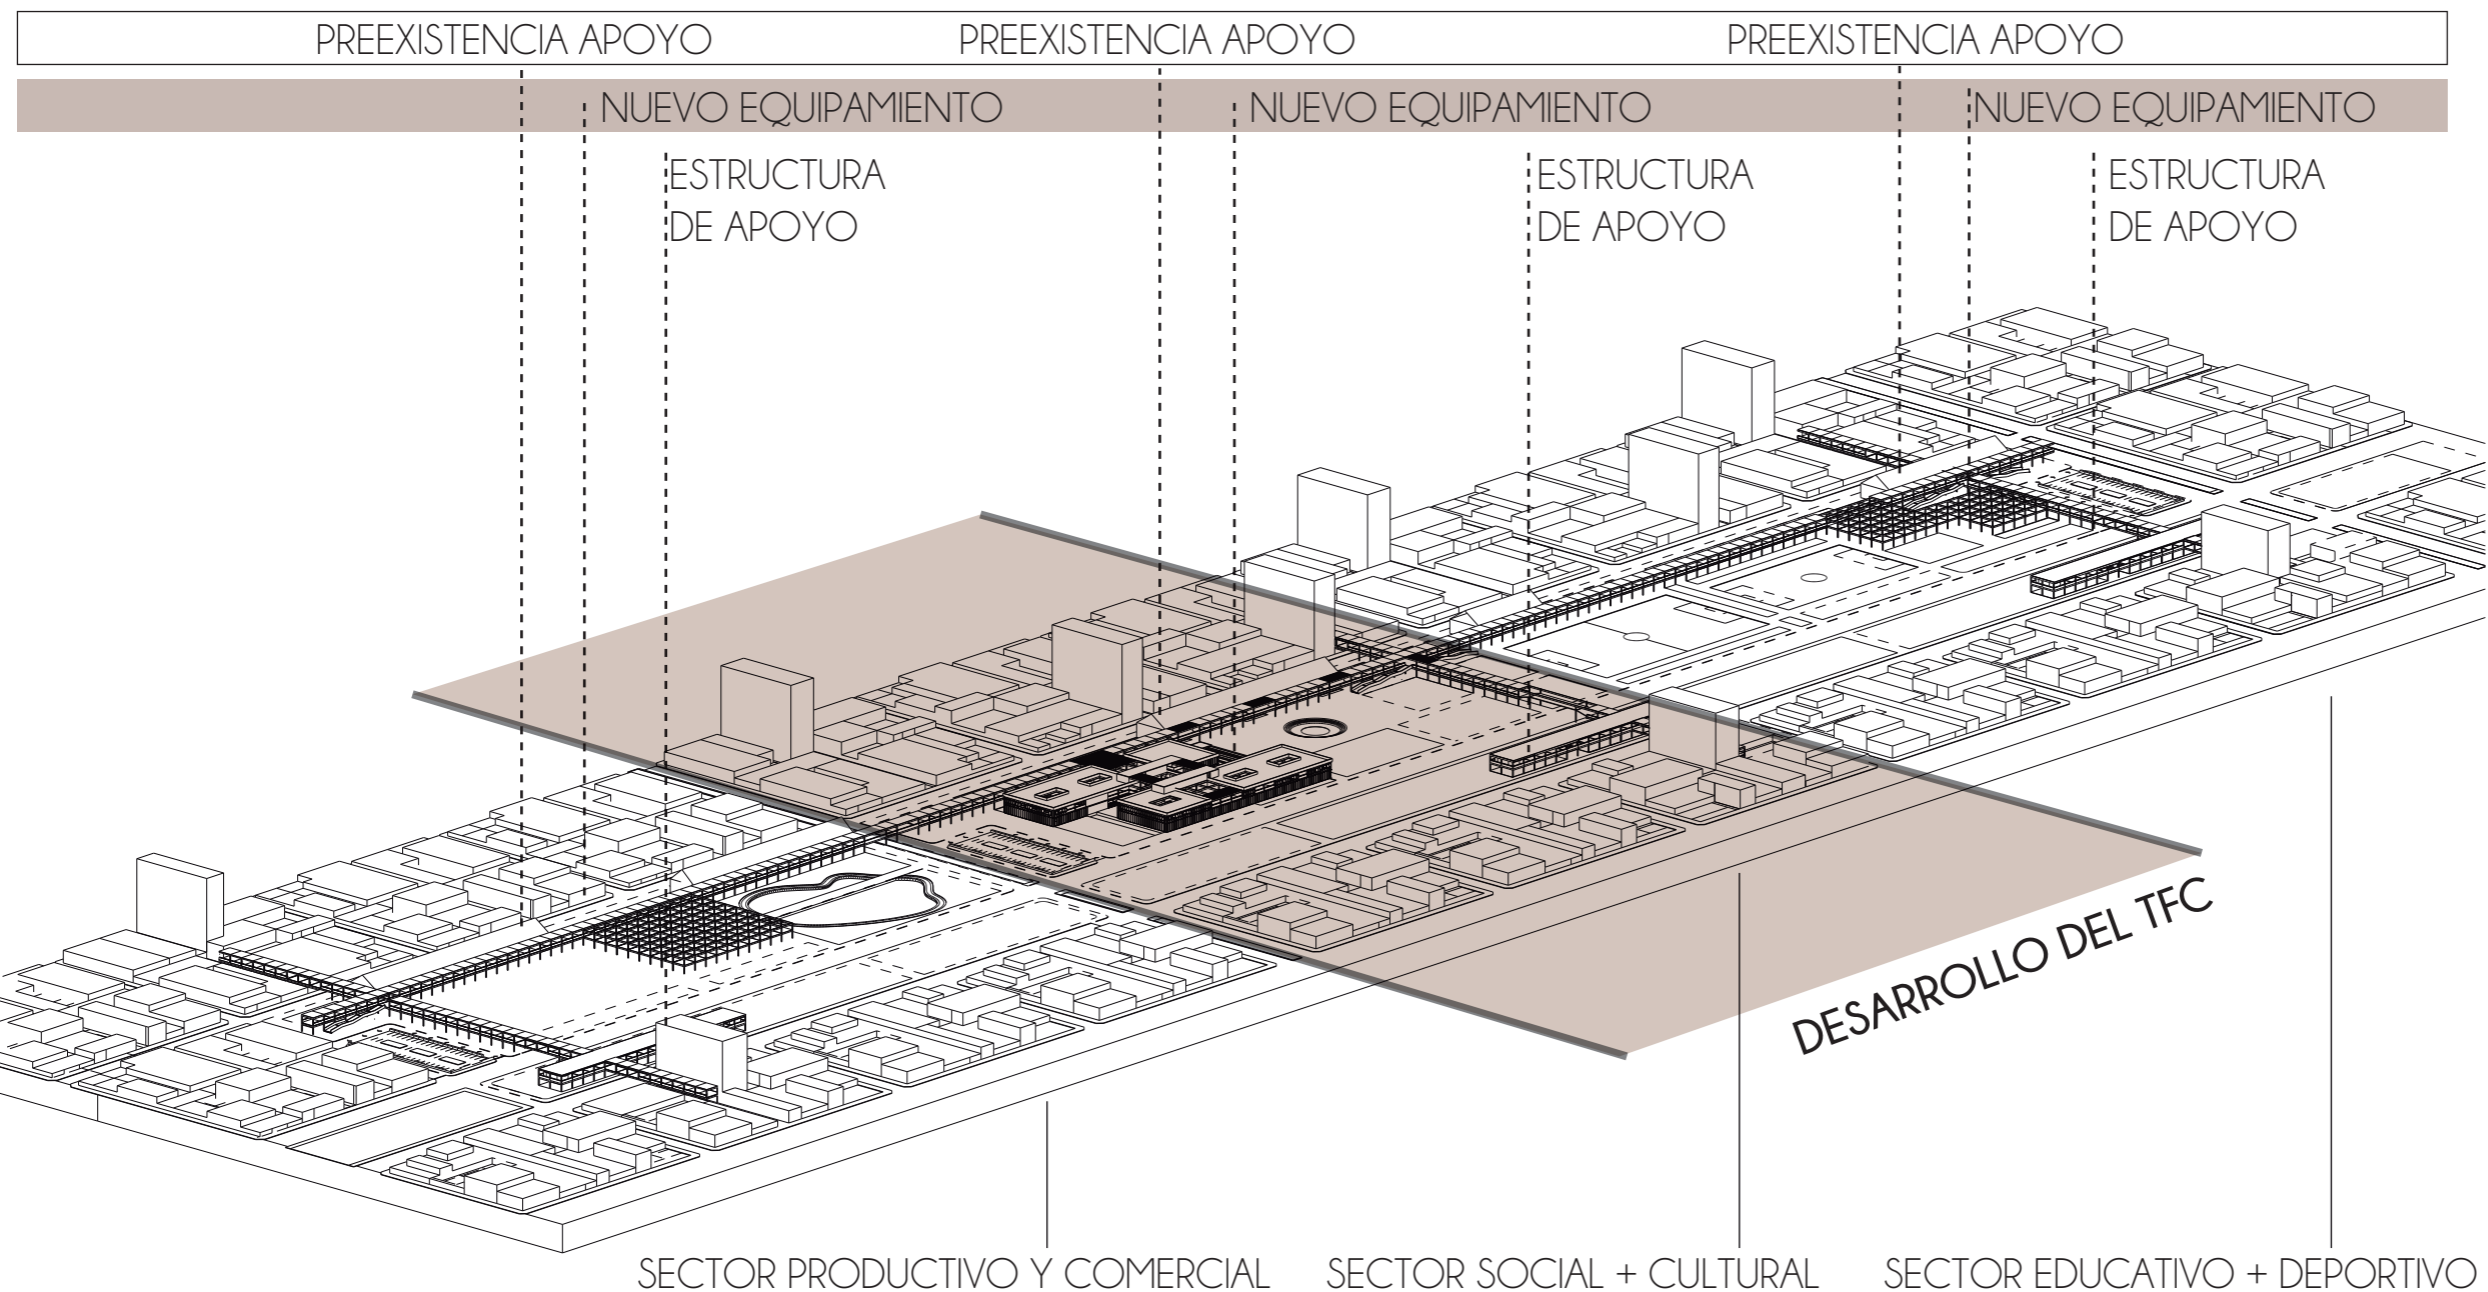 PREEXISTENCIA APOYO PREEXISTENCIA APOYO PREEXISTENCIA APOYO
NUEVO EQUIPAMIENTO NUEVO EQUIPAMIENTO NUEVO EQUIPAMIENTO
ESTRUCTURA
DE APOYO
ESTRUCTURA
DE APOYO
ESTRUCTURA
DE APOYO
DESARROLLO DEL TFC
SECTOR PRODUCTIVO Y COMERCIAL
SECTOR SOCIAL + CULTURAL
SECTOR EDUCATIVO + DEPORTIVO